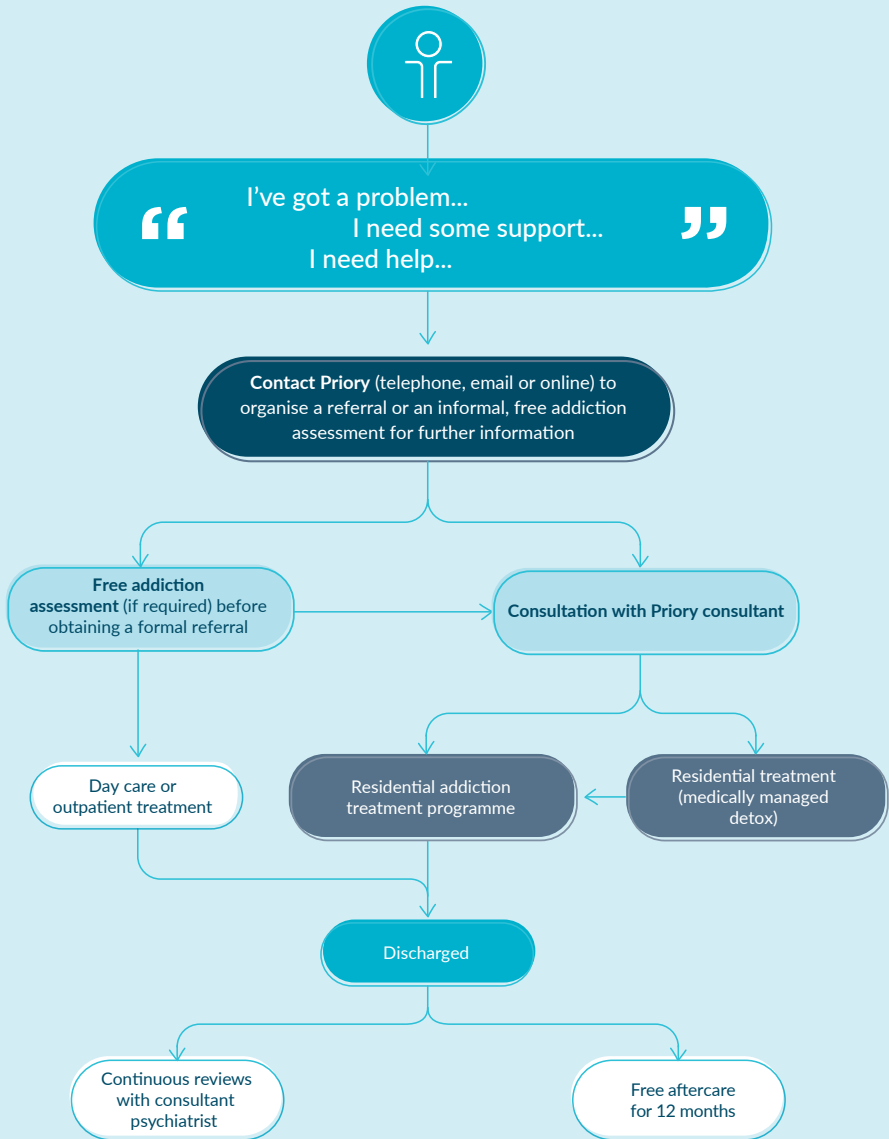 “
I’ve got a problem...
I need some support...
I need help...
”
Contact Priory (telephone, email or online) to
organise a referral or an informal, free addiction
assessment for further information
Free addiction
assessment (if required) before
obtaining a formal referral
Consultation with Priory consultant
Day care or
outpatient treatment
Residential addiction
treatment programme
Residential treatment
(medically managed
detox)
Discharged
Continuous reviews
with consultant
psychiatrist
Free aftercare
for 12 months